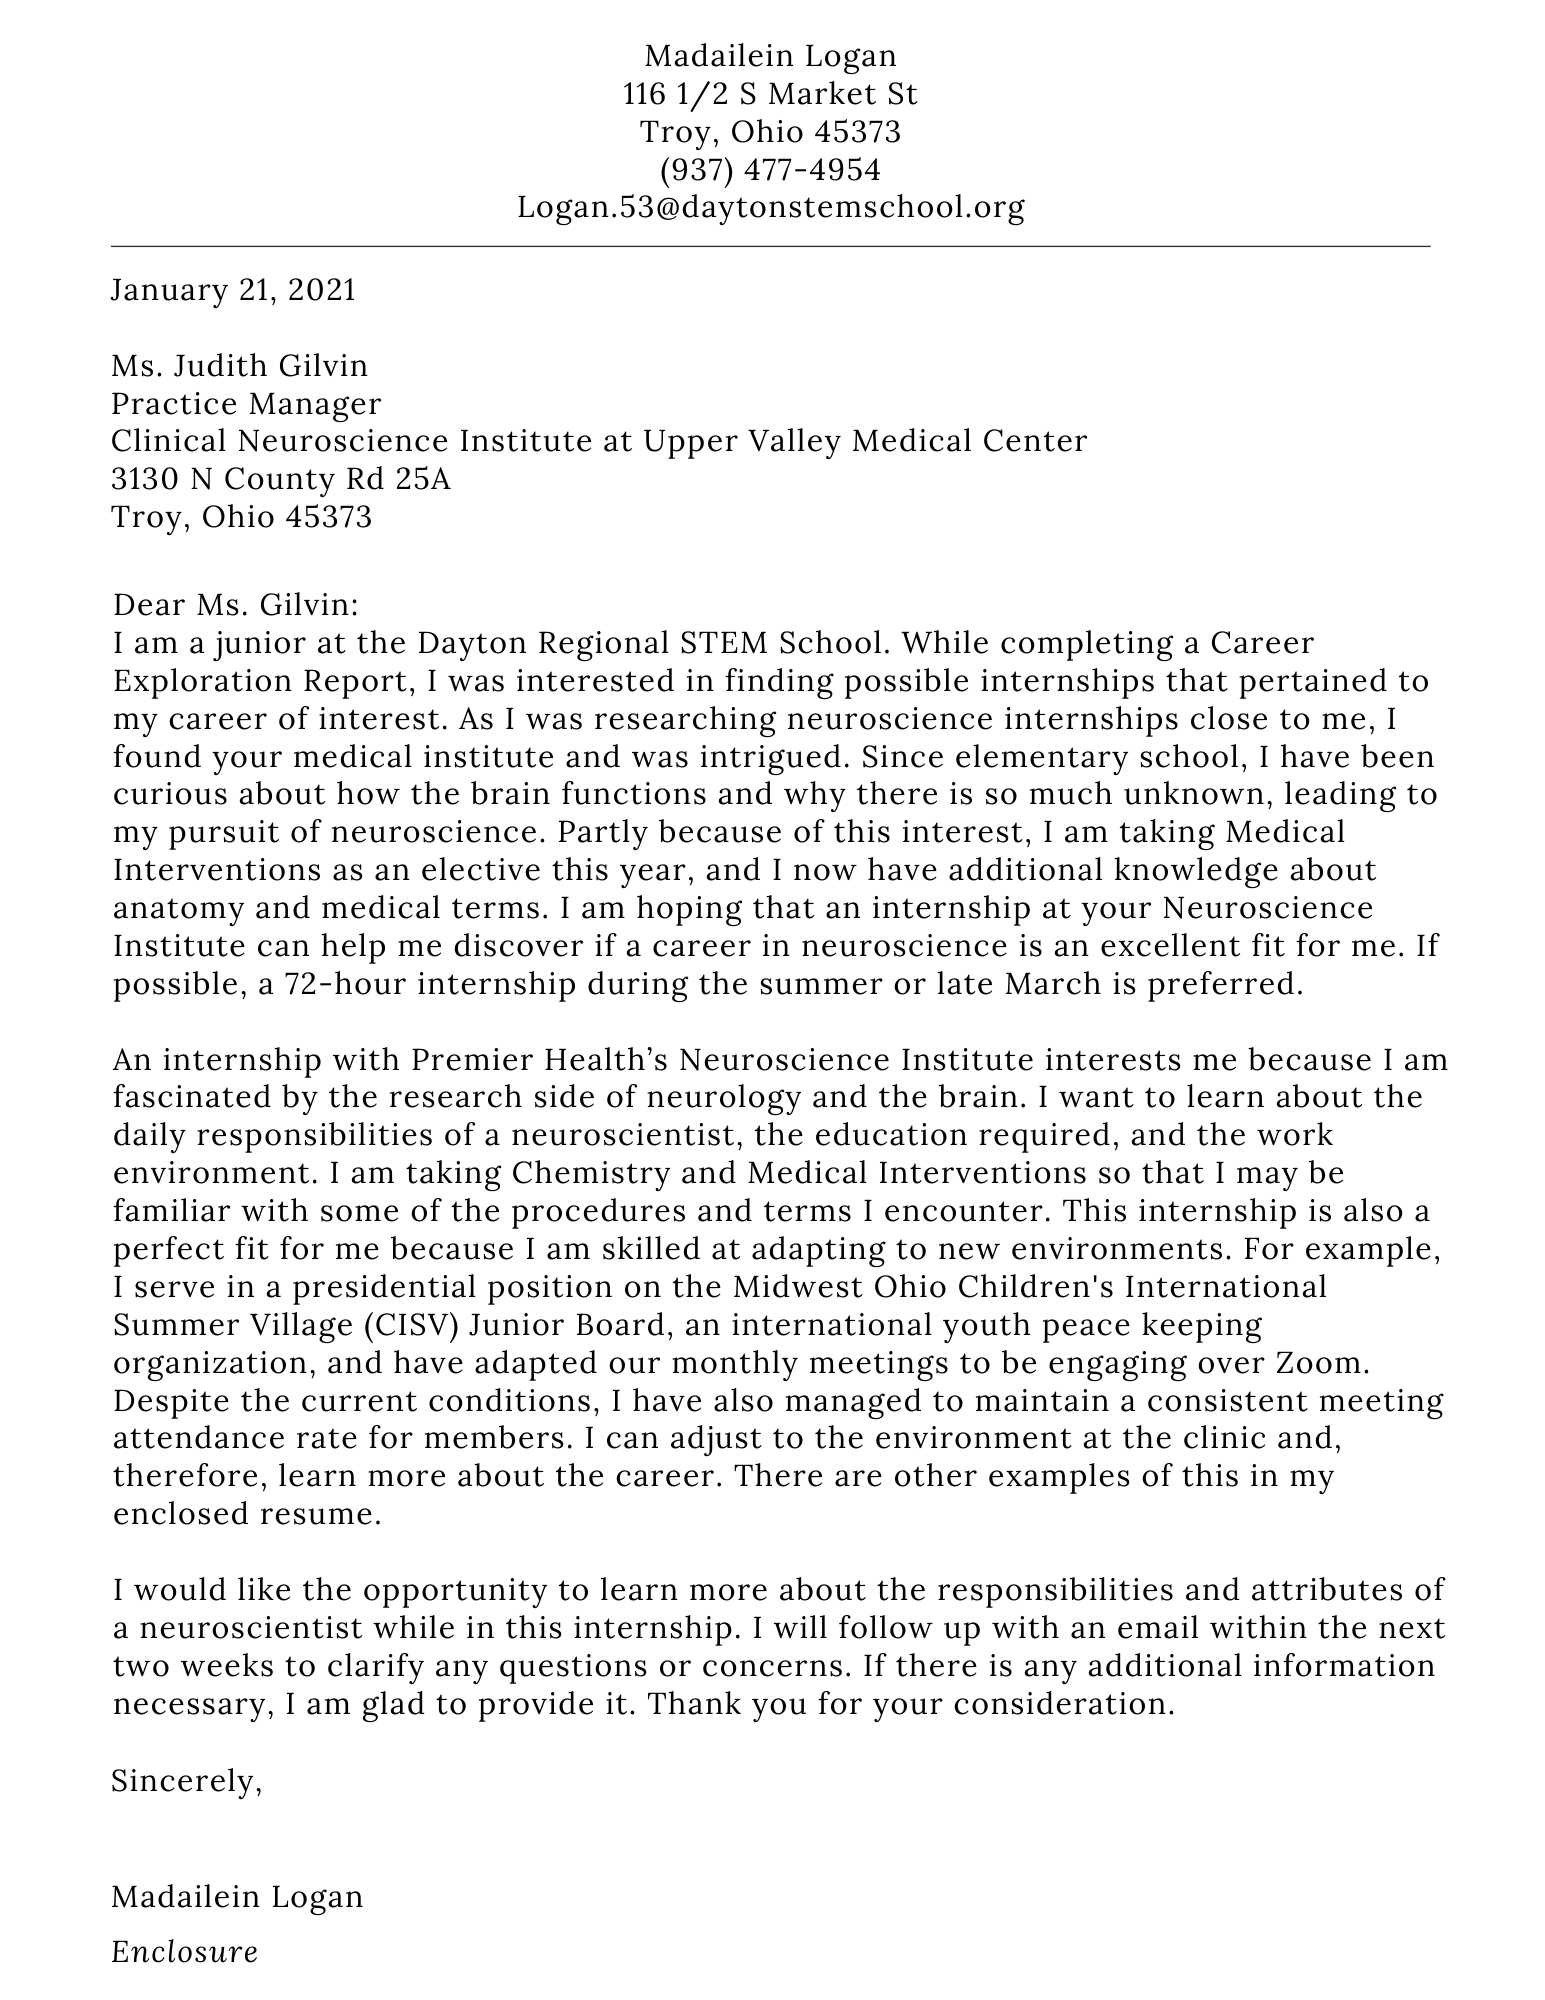 Madailein Logan
116 1/2 S Market St
Troy, Ohio 45373
(937) 477-4954
Logan.53@daytonstemschool.org
January 21, 2021
Ms. Judith Gilvin
Practice Manager
Clinical Neuroscience Institute at Upper Valley Medical Center
3130 N County Rd 25A
Troy, Ohio 45373
Dear Ms. Gilvin:
I am a junior at the Dayton Regional STEM School. While completing a Career
Exploration Report, I was interested in finding possible internships that pertained to
my career of interest. As I was researching neuroscience internships close to me, I
found your medical institute and was intrigued. Since elementary school, I have been
curious about how the brain functions and why there is so much unknown, leading to
my pursuit of neuroscience. Partly because of this interest, I am taking Medical
Interventions as an elective this year, and I now have additional knowledge about
anatomy and medical terms. I am hoping that an internship at your Neuroscience
Institute can help me discover if a career in neuroscience is an excellent fit for me. If
possible, a 72-hour internship during the summer or late March is preferred.
An internship with Premier Health’s Neuroscience Institute interests me because I am
fascinated by the research side of neurology and the brain. I want to learn about the
daily responsibilities of a neuroscientist, the education required, and the work
environment. I am taking Chemistry and Medical Interventions so that I may be
familiar with some of the procedures and terms I encounter. This internship is also a
perfect fit for me because I am skilled at adapting to new environments. For example,
I serve in a presidential position on the Midwest Ohio Children's International
Summer Village (CISV) Junior Board, an international youth peace keeping
organization, and have adapted our monthly meetings to be engaging over Zoom.
Despite the current conditions, I have also managed to maintain a consistent meeting
attendance rate for members. I can adjust to the environment at the clinic and,
therefore, learn more about the career. There are other examples of this in my
enclosed resume.
I would like the opportunity to learn more about the responsibilities and attributes of
a neuroscientist while in this internship. I will follow up with an email within the next
two weeks to clarify any questions or concerns. If there is any additional information
necessary, I am glad to provide it. Thank you for your consideration.
Sincerely,
Madailein Logan
Enclosure